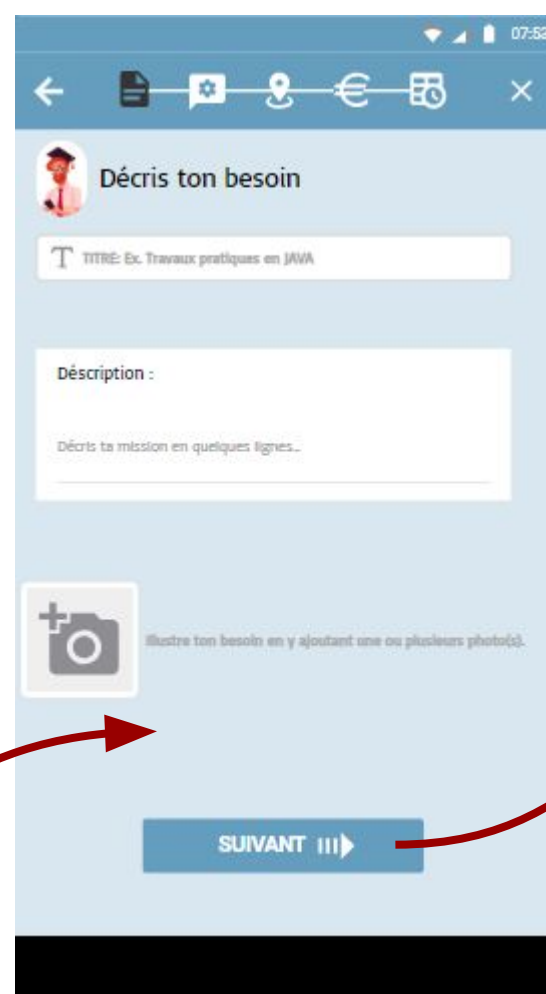 07:52
Décris ton besoin
T TITRE: Ex. Travaux pratiques en JAVA
Déscription :
Décris ta mission en quelques lignes...
Illustre ton besoin en y ajoutant une ou plusieurs photo(s).
SUIVANT